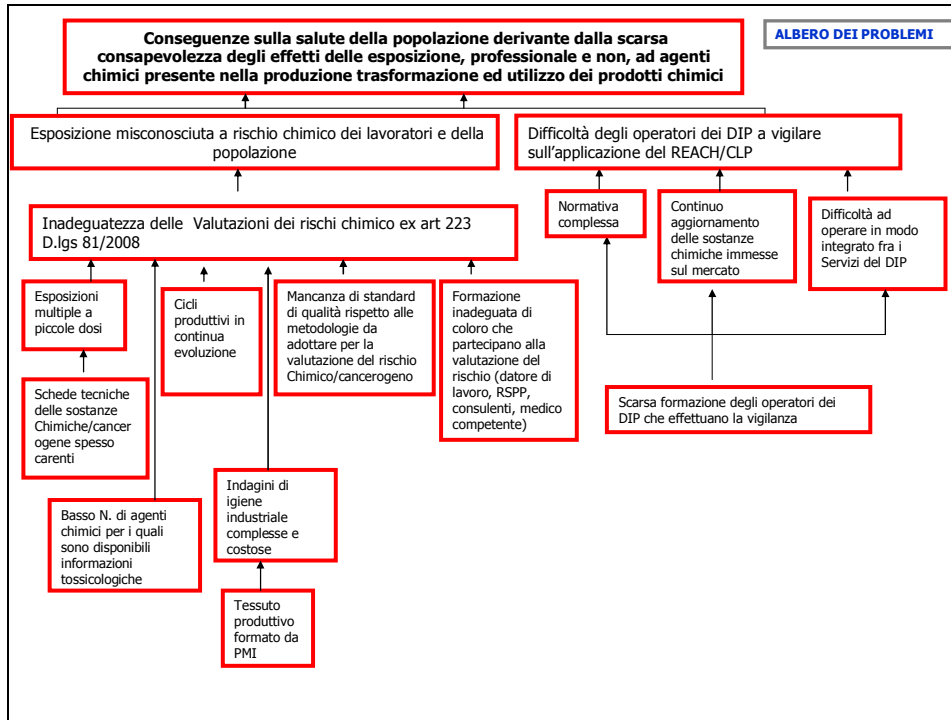 ALBERO DEI PROBLEMI
Conseguenze sulla salute della popolazione derivante dalla scarsa
consapevolezza degli effetti delle esposizione, professionale e non, ad agenti
chimici presente nella produzione trasformazione ed utilizzo dei prodotti chimici
Esposizione misconosciuta a rischio chimico dei lavoratori e della
popolazione
Difficoltà degli operatori dei DIP a vigilare
sull'applicazione del REACH/CLP
Inadeguatezza delle Valutazioni dei rischi chimico ex art 223
D.lgs 81/2008
Normativa
complessa
Continuo
aggiornamento
delle sostanze
chimiche immesse
sul mercato
Difficoltà ad
operare in modo
integrato fra i
Servizi del DIP
Esposizioni
multiple a
piccole dosi
Cicli
produttivi in
continua
evoluzione
Mancanza di standard
di qualità rispetto alle
metodologie da
adottare per la
valutazione del rischio
Chimico/cancerogeno
Formazione
inadeguata di
coloro che
partecipano alla
valutazione del
rischio (datore di
lavoro, RSPP,
consulenti, medico
competente)
Schede tecniche
delle sostanze
Chimiche/cancer
ogene spesso
carenti
Scarsa formazione degli operatori dei
DIP che effettuano la vigilanza
Basso N. di agenti
chimici per i quali
sono disponibili
informazioni
tossicologiche
Indagini di
igiene
industriale
complesse e
costose
Tessuto
produttivo
formato da
PMI